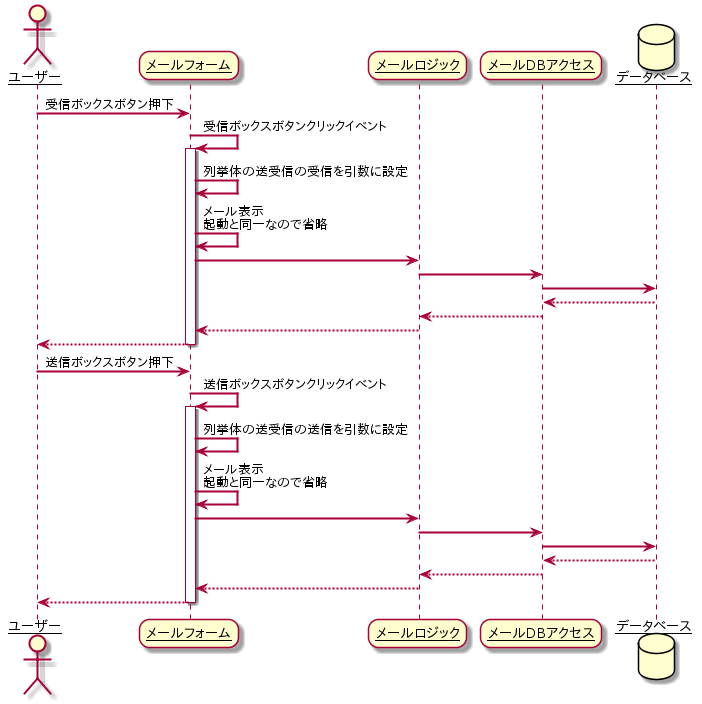 ユーザー
メールフォーム
メールロジック
メールDBアクセス
データベース
受信ボックスボタン押下
受信ボックスボタンクリックイベント
列挙体の送受信の受信を引数に設定
メール表示
起動と同一なので省略
送信ボックスボタン押下
送信ボックスボタンクリックイベント
列挙体の送受信の送信を引数に設定
メール表示
起動と同一なので省略
ユーザー
メールフォーム
メールロジック
メールDBアクセス
データベース